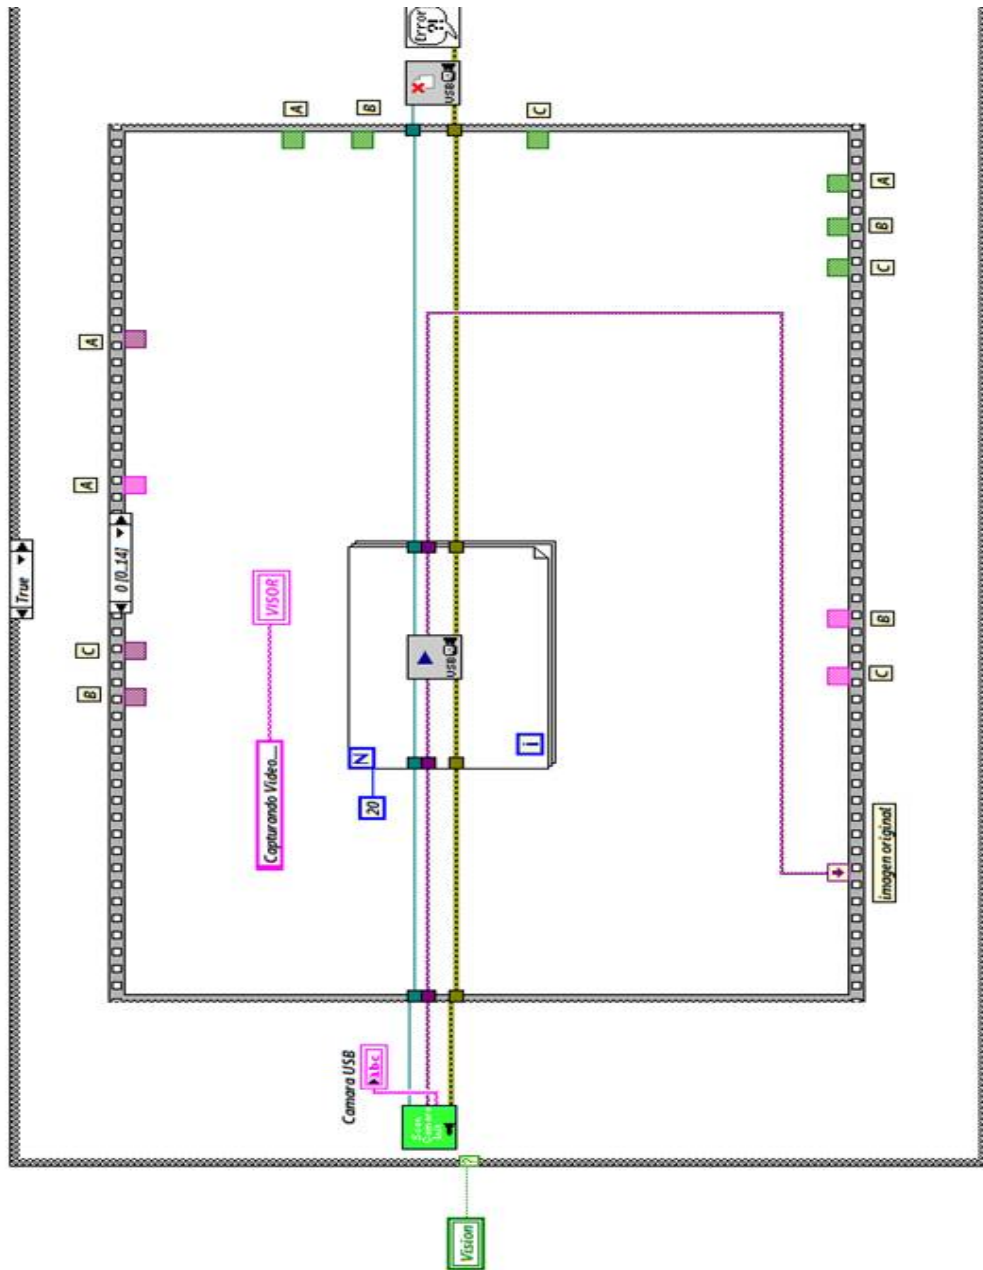 True
B
C
A
A
0 [0..14]
Capturando Video...
VISOR
A
Camara USB
20
N
B
abc
Error
?!
USB
USB
Vision
?
i
C
imagen original
C
B
C
B
A